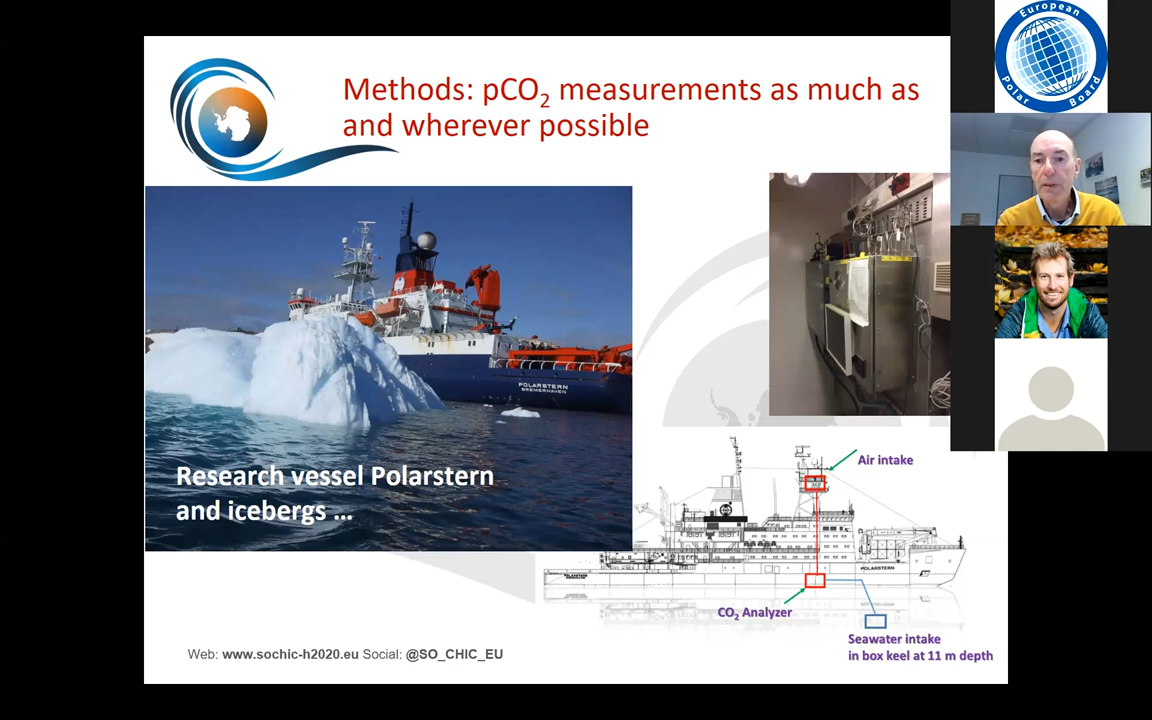 Methods: pCO2 measurements as much as
and wherever possible
European
Polar Board
POLARSTERN
BREMERHAVEN
Research vessel Polarstern
and icebergs ...
Air intake
POLARSTERN
CO2 Analyzer
Seawater intake
in box keel at 11 m depth
Web: www.sochic-h2020.eu Social: @SO_CHIC_EU